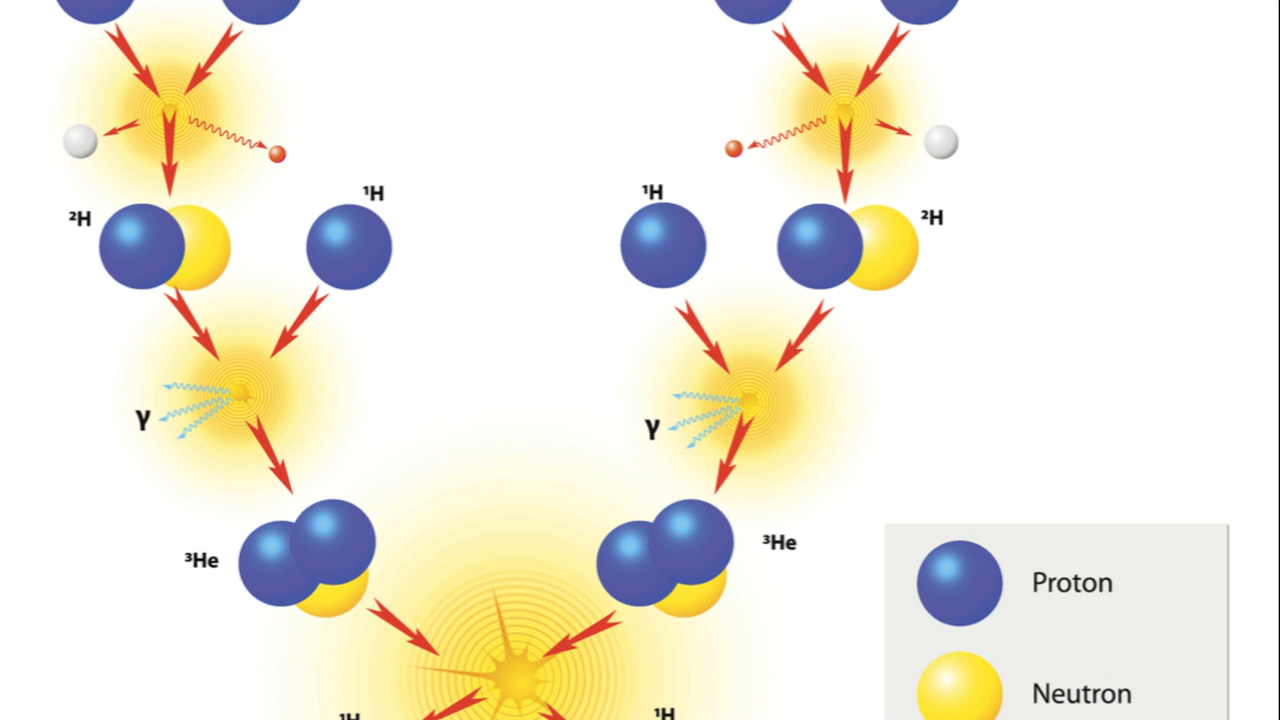 ¹H
¹H
²H
²H
γ
γ
³He
³He
Proton
Neutron
¹H
¹H